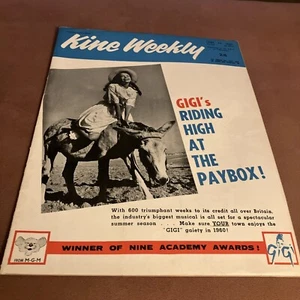 Kine Weekly
GIGI's
RIDING
HIGH
AT
THE
PAYBOX!
With 600 triumphant weeks to its credit all over Britain,
the industry's biggest musical is all set for a spectacular
summer season . . . Make sure YOUR town enjoys the
"GIGI" gaiety in 1960!
WINNER OF NINE ACADEMY AWARDS!
FROM M-G-M
GiGi